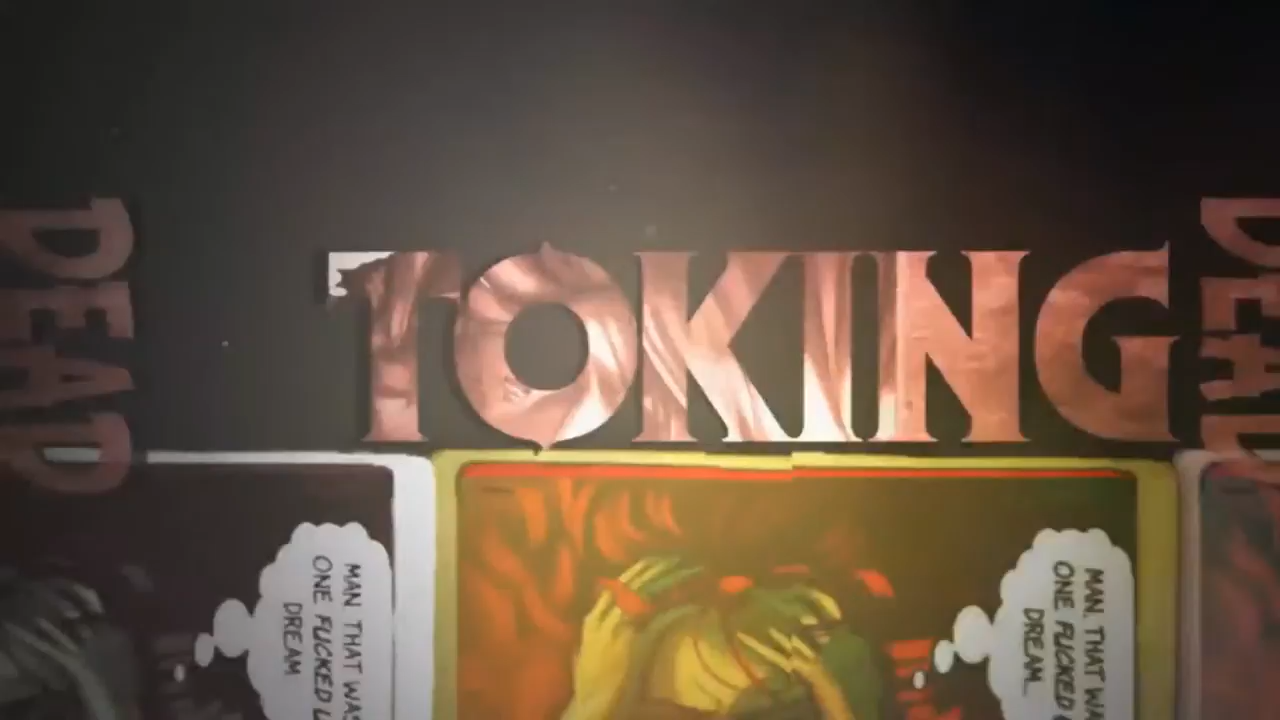 DEAD
TOKING
DEAD
MAN THAT WAS
ONE FUCKED U
DREAM
MAN, THAT WA
ONE FUCKED
DREAM...